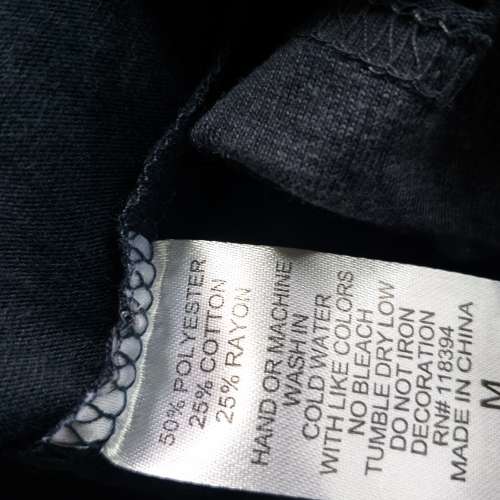 50% POLYESTER
25% COTTON
25% RAYON
HAND OR MACHINE
WASH IN
COLD WATER
WITH LIKE COLORS
NO BLEACH
TUMBLE DRY LOW
DO NOT IRON
DECORATION
RN# 118394
MADE IN CHINA
M